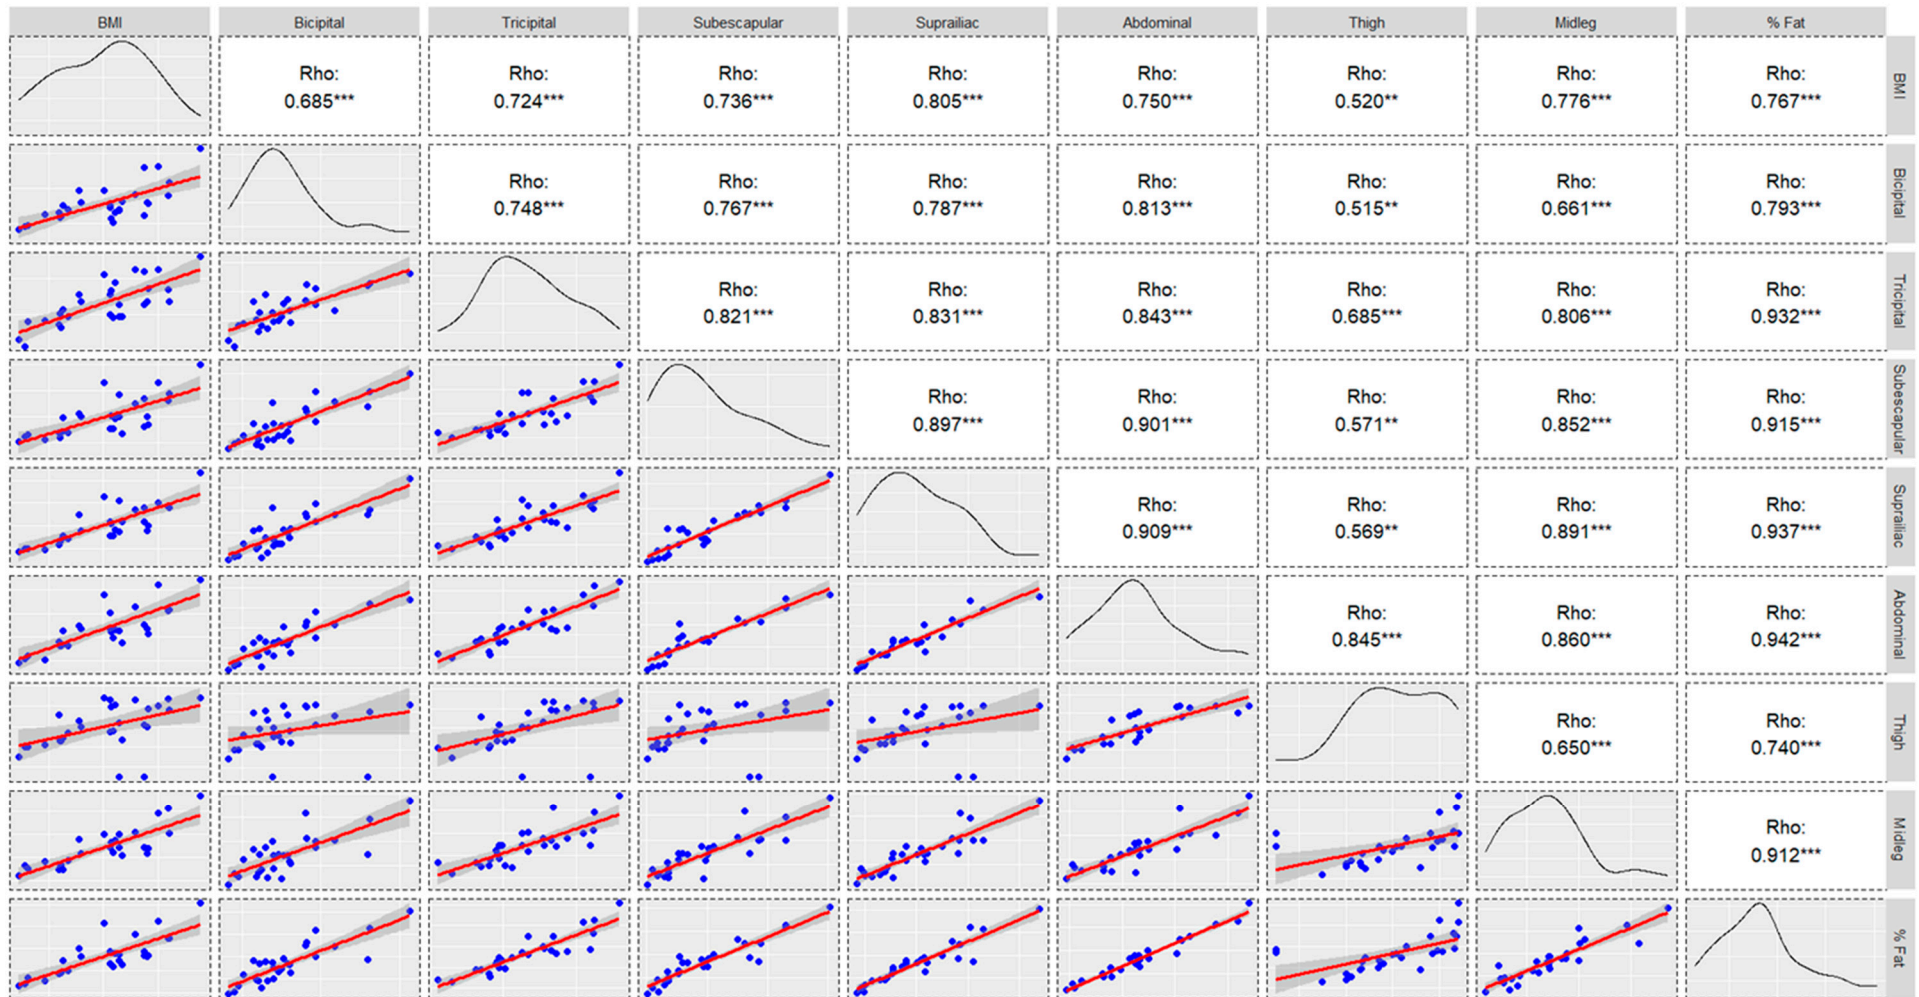 BMI Bicipital Tricipital Subescapular Suprailiac Abdominal Thigh Midleg % Fat
Rho: Rho: Rho: Rho: Rho: Rho: Rho: Rho:
0.685*** 0.724*** 0.736*** 0.805*** 0.750*** 0.520** 0.776*** 0.767***
BMI
Rho: Rho: Rho: Rho: Rho: Rho: Rho:
0.748*** 0.767*** 0.787*** 0.813*** 0.515** 0.661*** 0.793***
Bicipital
Rho: Rho: Rho: Rho: Rho: Rho:
0.821*** 0.831*** 0.843*** 0.685*** 0.806*** 0.932***
Tricipital
Rho: Rho: Rho: Rho: Rho:
0.897*** 0.901*** 0.571** 0.852*** 0.915***
Subescapular
Rho: Rho: Rho: Rho:
0.909*** 0.569** 0.891*** 0.937***
Suprailiac
Rho: Rho: Rho:
0.845*** 0.860*** 0.942***
Abdominal
Rho: Rho:
0.650*** 0.740***
Thigh
Rho:
0.912***
Midleg
% Fat